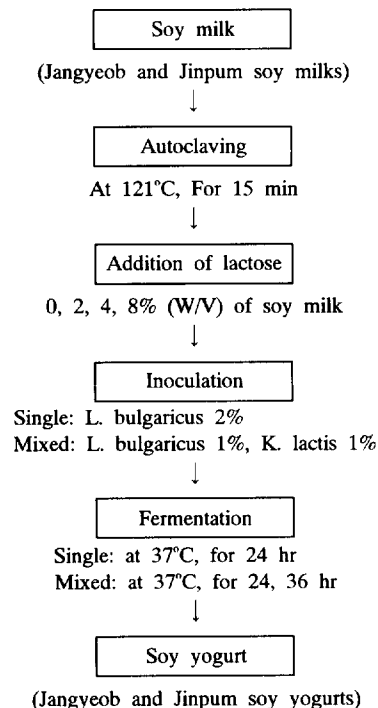 Soy milk
(Jangyeob and Jinpum soy milks)
↓
Autoclaving
At 121°C, For 15 min
↓
Addition of lactose
0, 2, 4, 8% (W/V) of soy milk
↓
Inoculation
Single: L. bulgaricus 2%
Mixed: L. bulgaricus 1%, K. lactis 1%
↓
Fermentation
Single: at 37°C, for 24 hr
Mixed: at 37°C, for 24, 36 hr
↓
Soy yogurt
(Jangyeob and Jinpum soy yogurts)